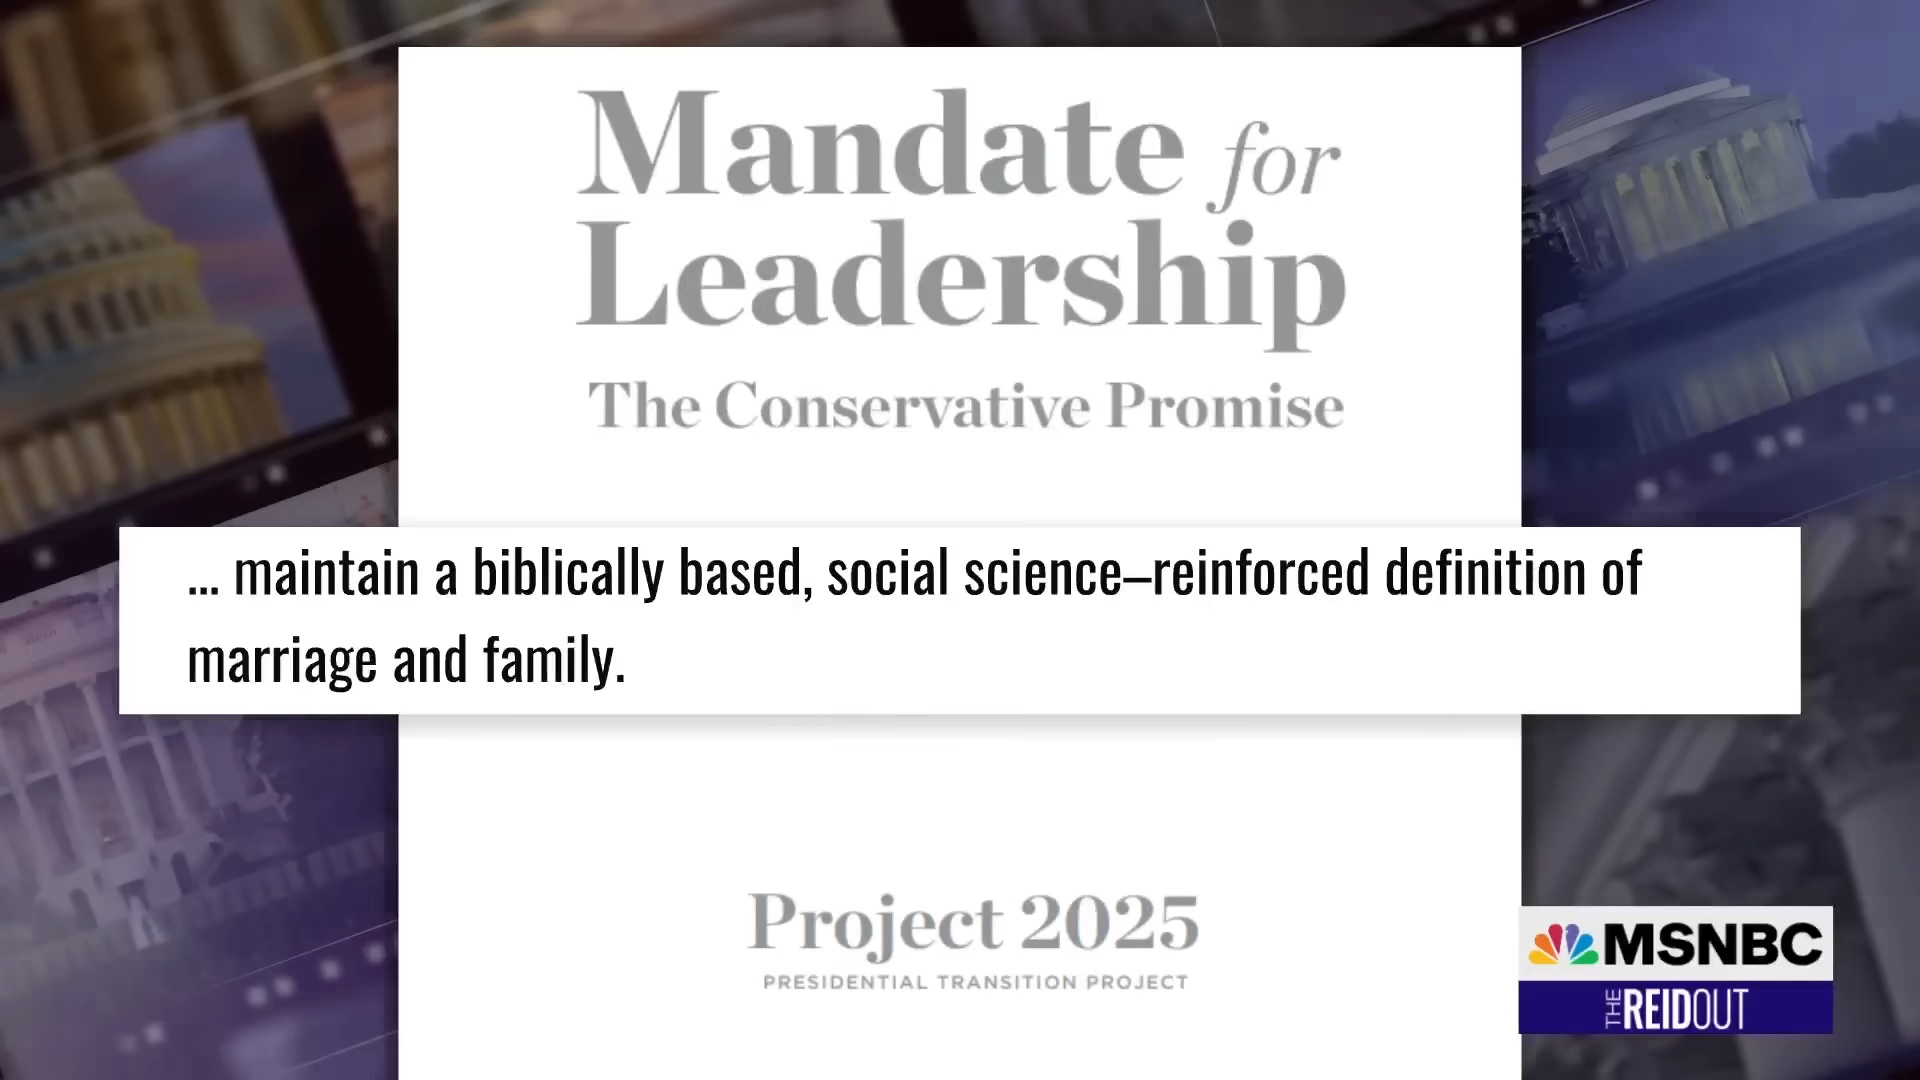 Mandate for
Leadership
The Conservative Promise
... maintain a biblically based, social science–reinforced definition of
marriage and family.
Project 2025
PRESIDENTIAL TRANSITION PROJECT
MSNBC
THE REIDOUT